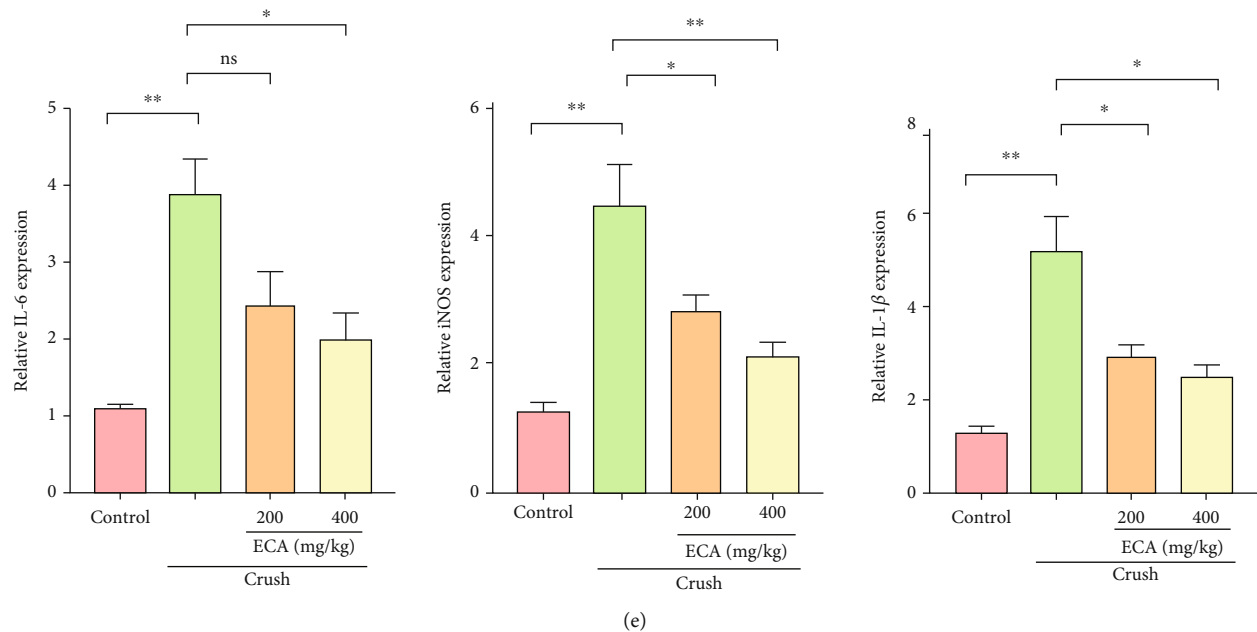 *
ns
**
5
4
3
2
1
0
Relative IL-6 expression
Control
200
400
ECA (mg/kg)
Crush
**
*
**
6
4
2
0
Relative iNOS expression
Control
200
400
ECA (mg/kg)
Crush
*
*
**
8
6
4
2
0
Relative IL-1β expression
Control
200
400
ECA (mg/kg)
Crush
(e)